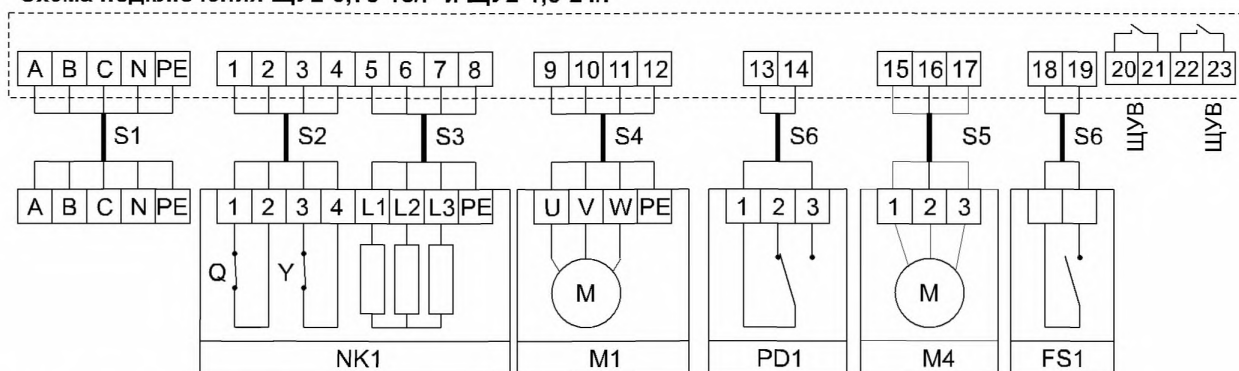 A B C N PE 1 2 3 4 5 6 7 8 9 10 11 12 13 14 15 16 17 18 19 20 21 22 23
S1 S2 S3 S4 S6 S5 S6 ЩУВ ЩУВ
A B C N PE 1 2 3 4 L1 L2 L3 PE U V W PE 1 2 3 1 2 3
Q Y M M
NK1 M1 PD1 M4 FS1